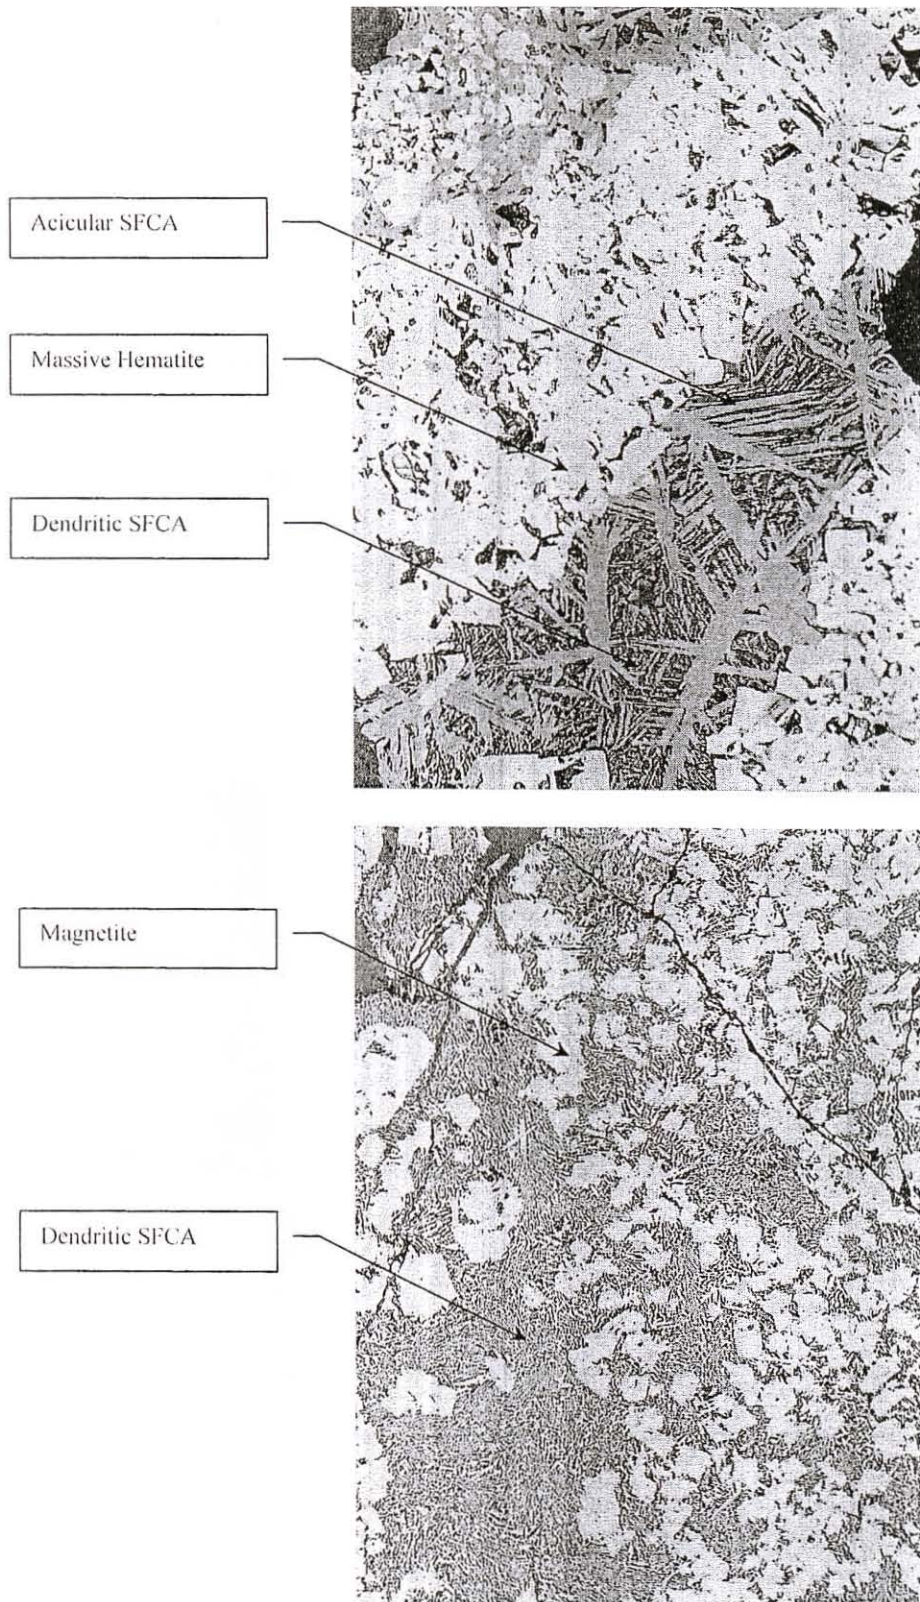 Acicular SFCA
Massive Hematite
Dendritic SFCA
Magnetite
Dendritic SFCA